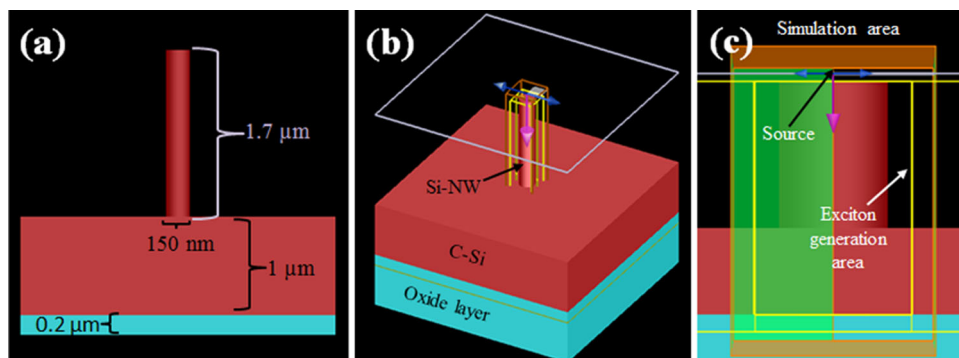 (a)
1.7 µm
150 nm
1 µm
0.2 µm
(b)
Si-NW
C-Si
Oxide layer
(c)
Simulation area
Source
Exciton
generation
area